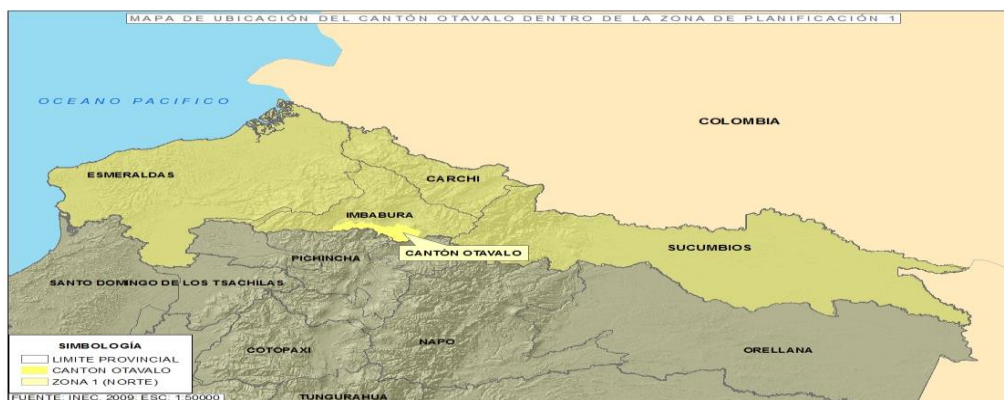 MAPA DE UBICACIÓN DEL CANTÓN OTAVALO DENTRO DE LA ZONA DE PLANIFICACIÓN 1
OCEANO PACIFICO
COLOMBIA
ESMERALDAS
CARCHI
IMBABURA
SUCUMBIOS
CANTÓN OTAVALO
PICHINCHA
SANTO DOMINGO DE LOS TSACHILAS
NAPO
ORELLANA
COTOPAXI
TUNGURAHUA
SIMBOLOGÍA
LIMITE PROVINCIAL
CANTON OTAVALO
ZONA 1 (NORTE)
FUENTE: INEC, 2009; ESC: 1:50000